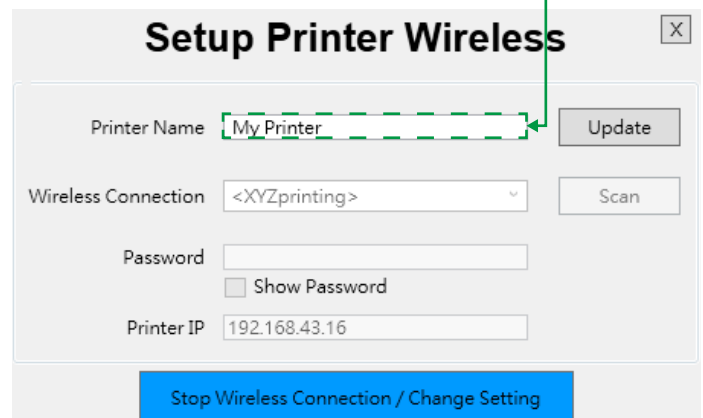 Setup Printer Wireless X
Printer Name My Printer Update
Wireless Connection <XYZprinting> Scan
Password
Show Password
Printer IP 192.168.43.16
Stop Wireless Connection / Change Setting